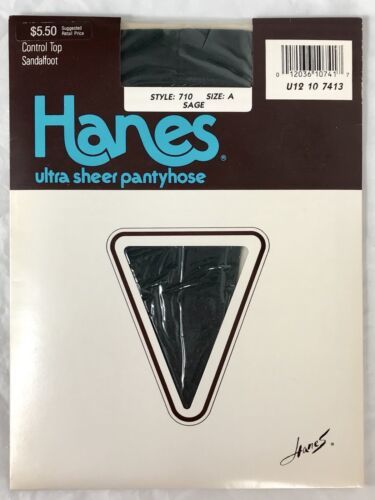 $5.50 Suggested Retail Price
Control Top
Sandalfoot
STYLE: 710 SIZE: A
SAGE
0 12036 10741 7
U12 10 7413
Hanes®
ultra sheer pantyhose
Hanes®